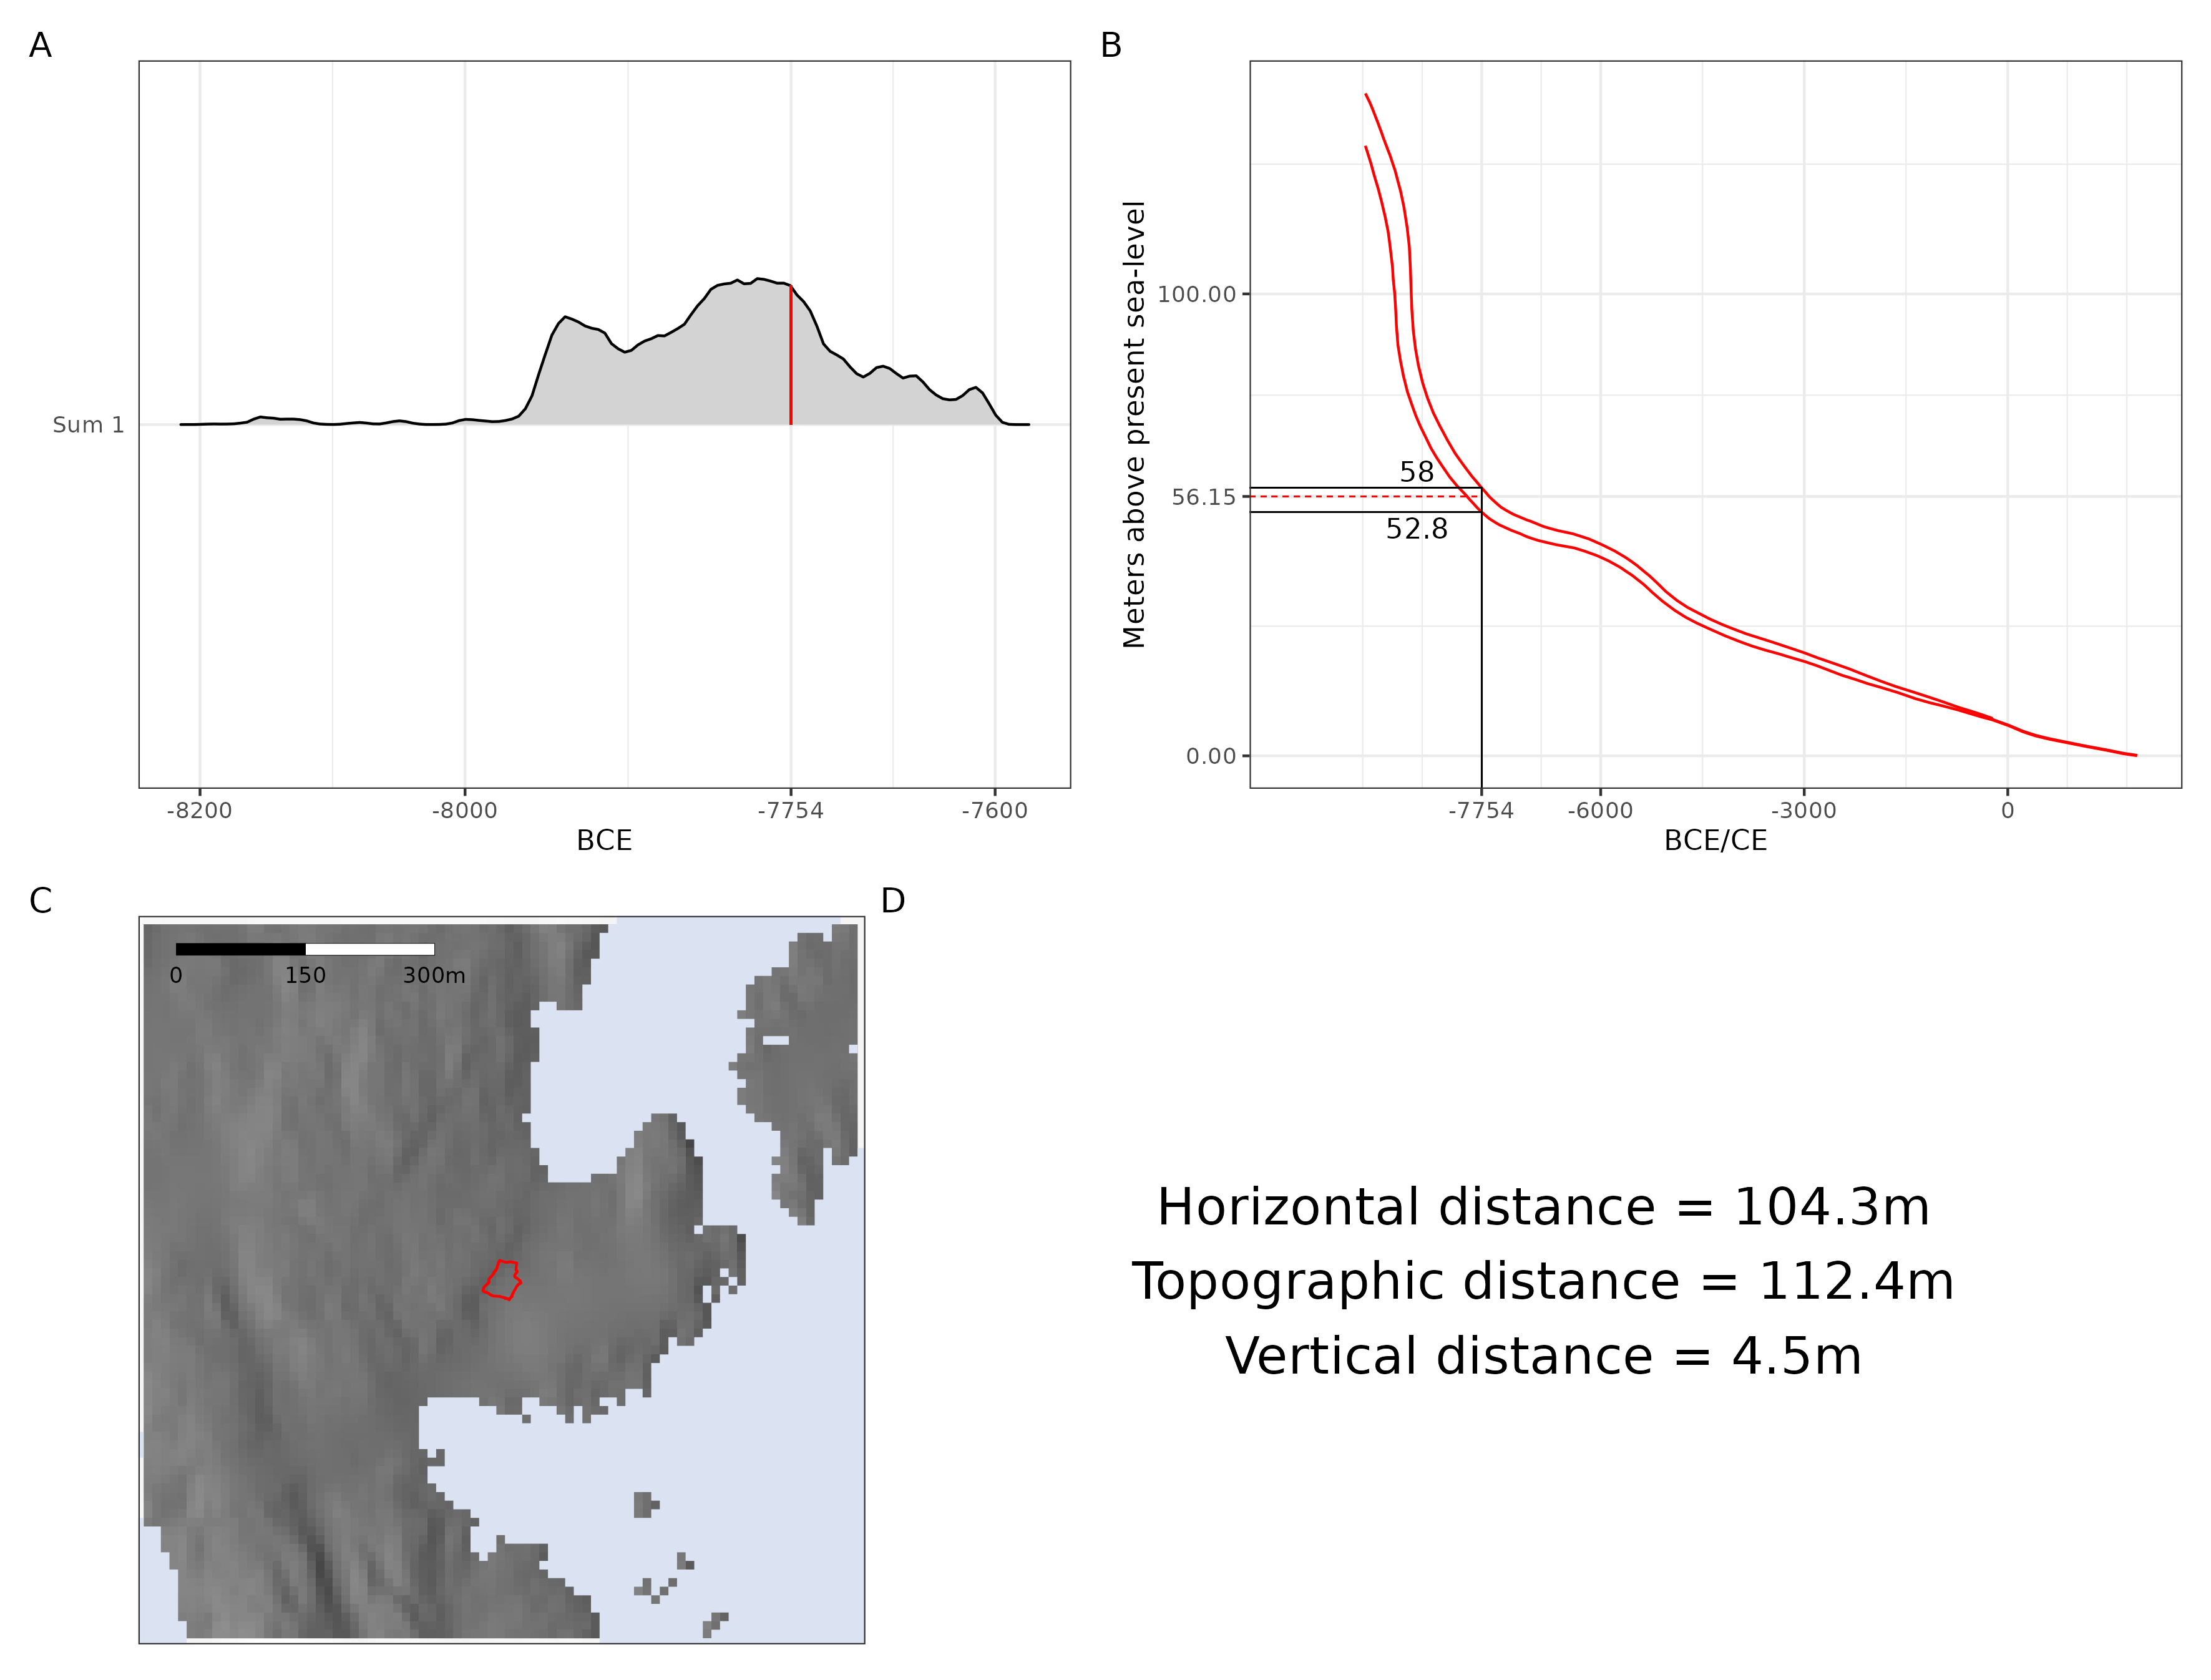 A
Sum 1
-8200 -8000 -7754 -7600
BCE
B
Meters above present sea-level
100.00
56.15
0.00
58
52.8
-7754 -6000 -3000 0
BCE/CE
C
0 150 300m
D
Horizontal distance = 104.3m
Topographic distance = 112.4m
Vertical distance = 4.5m